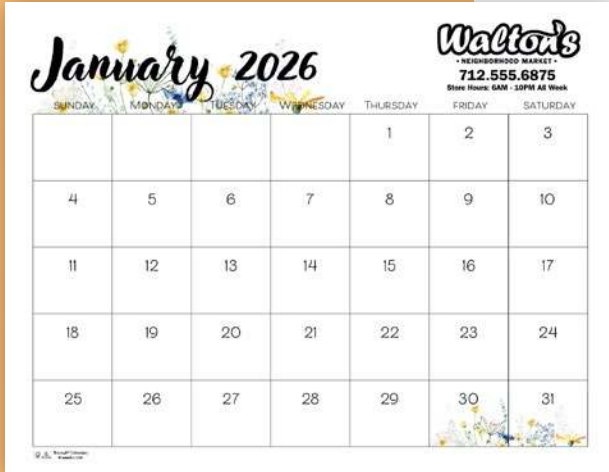 January 2026
Walton's
• NEIGHBORHOOD MARKET •
712.555.6875
Store Hours: 6AM - 10PM All Week
SUNDAY MONDAY TUESDAY WEDNESDAY THURSDAY FRIDAY SATURDAY
1 2 3
4 5 6 7 8 9 10
11 12 13 14 15 16 17
18 19 20 21 22 23 24
25 26 27 28 29 30 31